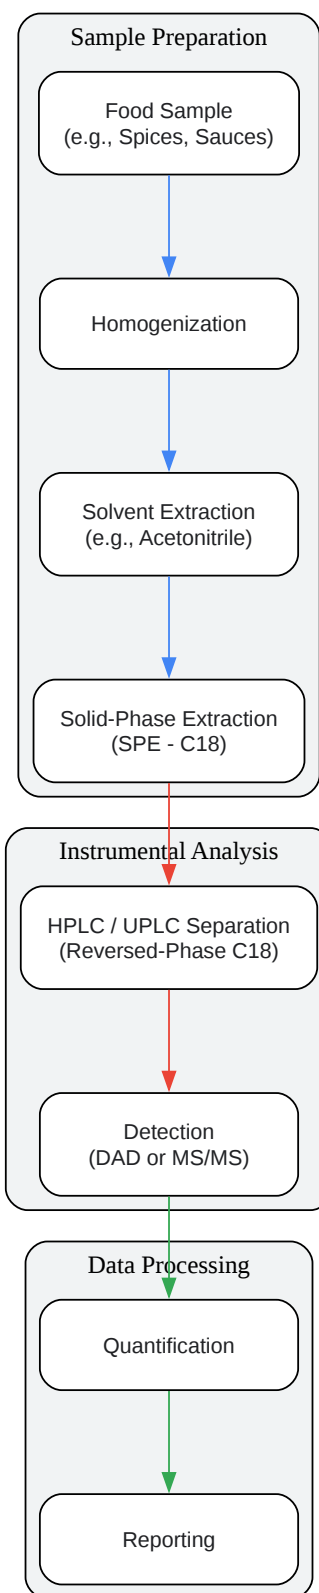 Sample Preparation
Food Sample
(e.g., Spices, Sauces)
Homogenization
Solvent Extraction
(e.g., Acetonitrile)
Solid-Phase Extraction
(SPE - C18)
Instrumental Analysis
HPLC / UPLC Separation
(Reversed-Phase C18)
Detection
(DAD or MS/MS)
Data Processing
Quantification
Reporting